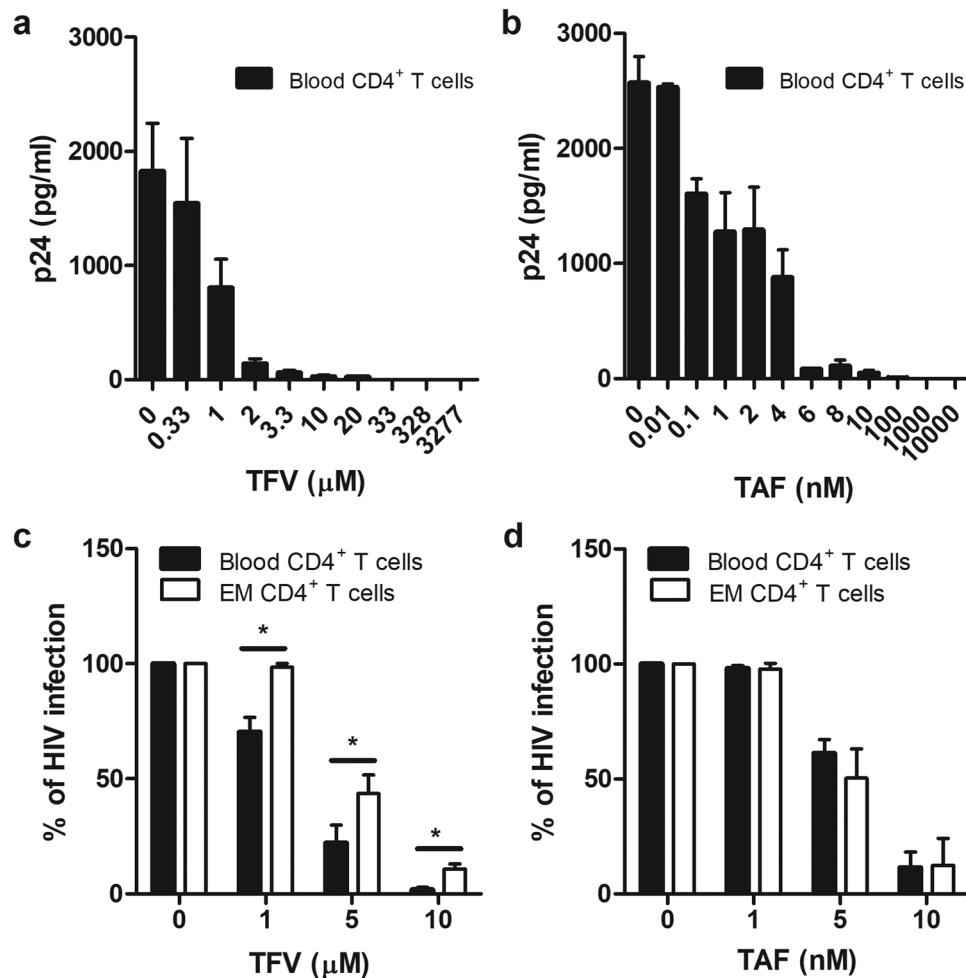 a
3000
2000
1000
0
p24 (pg/ml)
Blood CD4+ T cells
0 0.33 1 2 3.3 10 20 33 328 3277
TFV (μM)
b
3000
2000
1000
0
p24 (pg/ml)
Blood CD4+ T cells
0 0.01 0.1 1 2 4 6 8 10 100 1000 10000
TAF (nM)
c
150
100
50
0
% of HIV infection
Blood CD4+ T cells
EM CD4+ T cells
*
*
*
0 1 5 10
TFV (μM)
d
150
100
50
0
% of HIV infection
Blood CD4+ T cells
EM CD4+ T cells
0 1 5 10
TAF (nM)